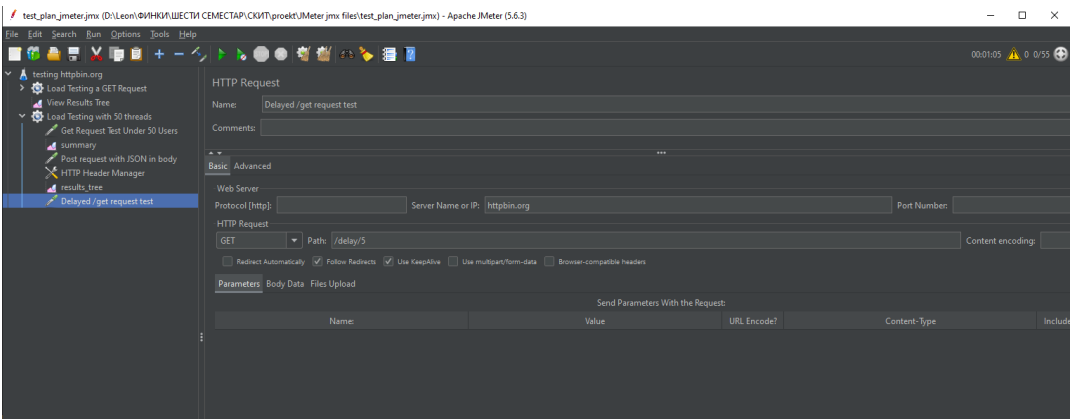 test_plan_jmeter.jmx (D:\Leon\ФИНКИ\ШЕСТИ СЕМЕСТАР\СКИТ\proekt\JMeter jmx files\test_plan_jmeter.jmx) - Apache JMeter (5.6.3)
File Edit Search Run Options Tools Help
00:01:05 0 0/55
testing httpbin.org
Load Testing a GET Request
View Results Tree
Load Testing with 50 threads
Get Request Test Under 50 Users
summary
Post request with JSON in body
HTTP Header Manager
results_tree
Delayed /get request test
HTTP Request
Name: Delayed /get request test
Comments:
Basic Advanced
Web Server
Protocol [http]: Server Name or IP: httpbin.org Port Number:
HTTP Request
GET Path: /delay/5 Content encoding:
Redirect Automatically Follow Redirects Use KeepAlive Use multipart/form-data Browser-compatible headers
Parameters Body Data Files Upload
Send Parameters With the Request:
Name: Value URL Encode? Content-Type Include